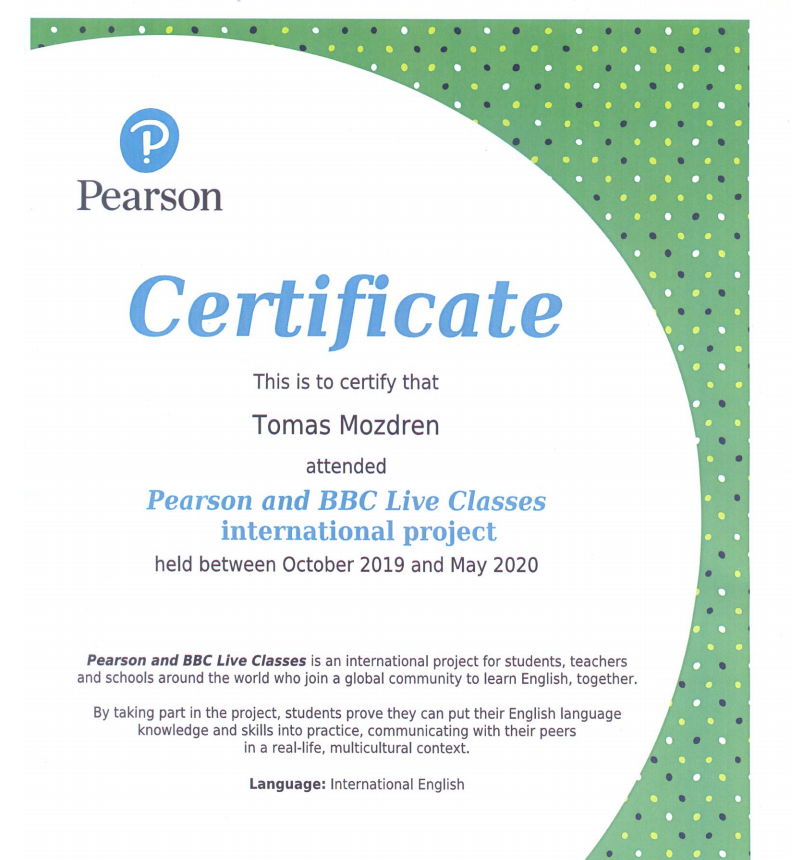 Pearson
Certificate
This is to certify that
Tomas Mozdren
attended
Pearson and BBC Live Classes
international project
held between October 2019 and May 2020
Pearson and BBC Live Classes is an international project for students, teachers
and schools around the world who join a global community to learn English, together.
By taking part in the project, students prove they can put their English language
knowledge and skills into practice, communicating with their peers
in a real-life, multicultural context.
Language: International English